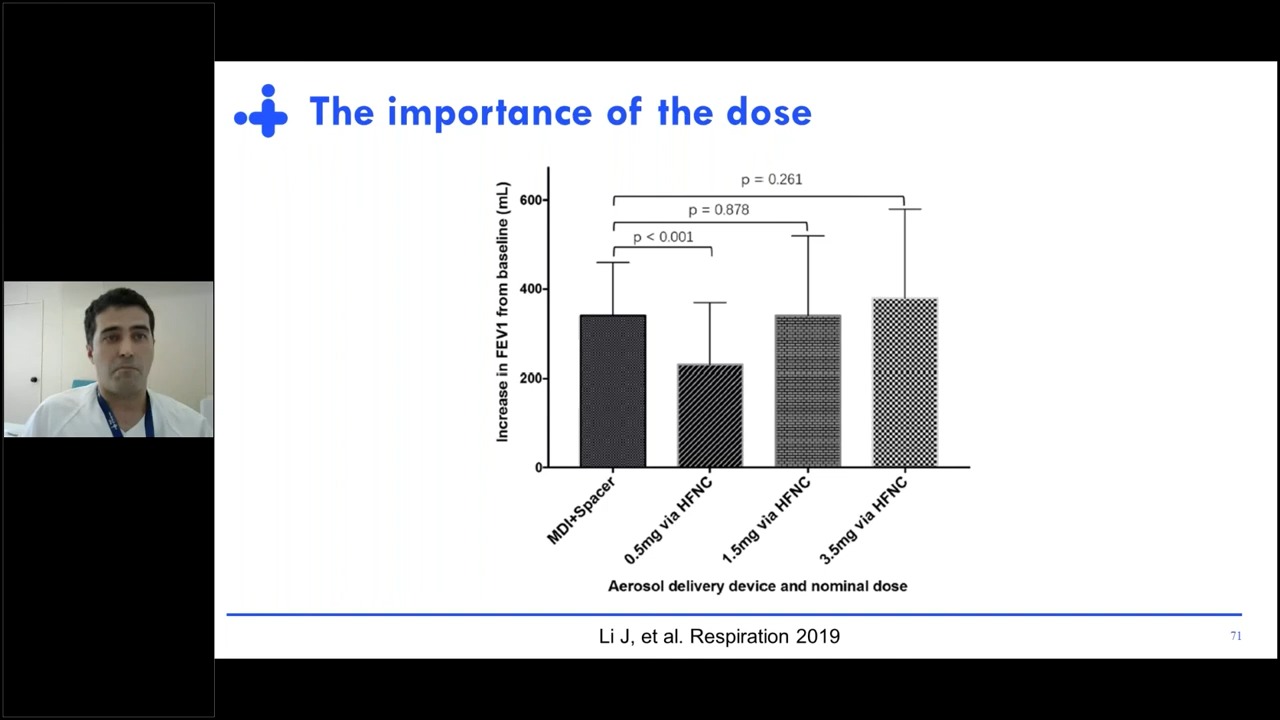 The importance of the dose
p = 0.261
p = 0.878
p < 0.001
Increase in FEV1 from baseline (mL)
600
400
200
0
MDI+Spacer
0.5mg via HFNC
1.5mg via HFNC
3.5mg via HFNC
Aerosol delivery device and nominal dose
Li J, et al. Respiration 2019
71